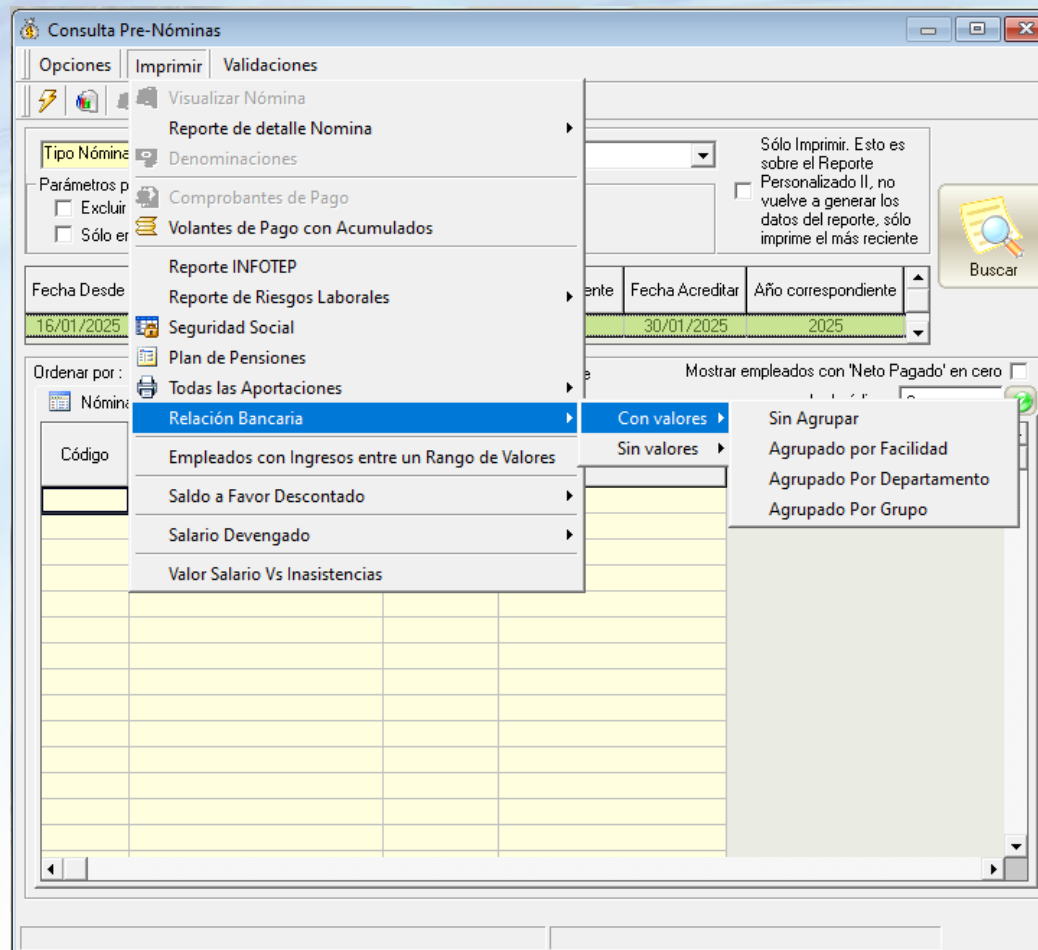 Consulta Pre-Nóminas
Opciones Imprimir Validaciones
Visualizar Nómina
Reporte de detalle Nomina
Denominaciones
Comprobantes de Pago
Volantes de Pago con Acumulados
Reporte INFOTEP
Reporte de Riesgos Laborales
Seguridad Social
Plan de Pensiones
Todas las Aportaciones
Relación Bancaria
Empleados con Ingresos entre un Rango de Valores
Saldo a Favor Descontado
Salario Devengado
Valor Salario Vs Inasistencias
Con valores
Sin valores
Sin Agrupar
Agrupado por Facilidad
Agrupado Por Departamento
Agrupado Por Grupo
Tipo Nómina
Parámetros p
Excluir
Sólo er
Sólo Imprimir. Esto es
sobre el Reporte
Personalizado II, no
vuelve a generar los
datos del reporte, sólo
imprime el más reciente
Buscar
Fecha Desde ente Fecha Acreditar Año correspondiente
16/01/2025 30/01/2025 2025
Ordenar por : Mostrar empleados con 'Neto Pagado' en cero
Nómina
Código